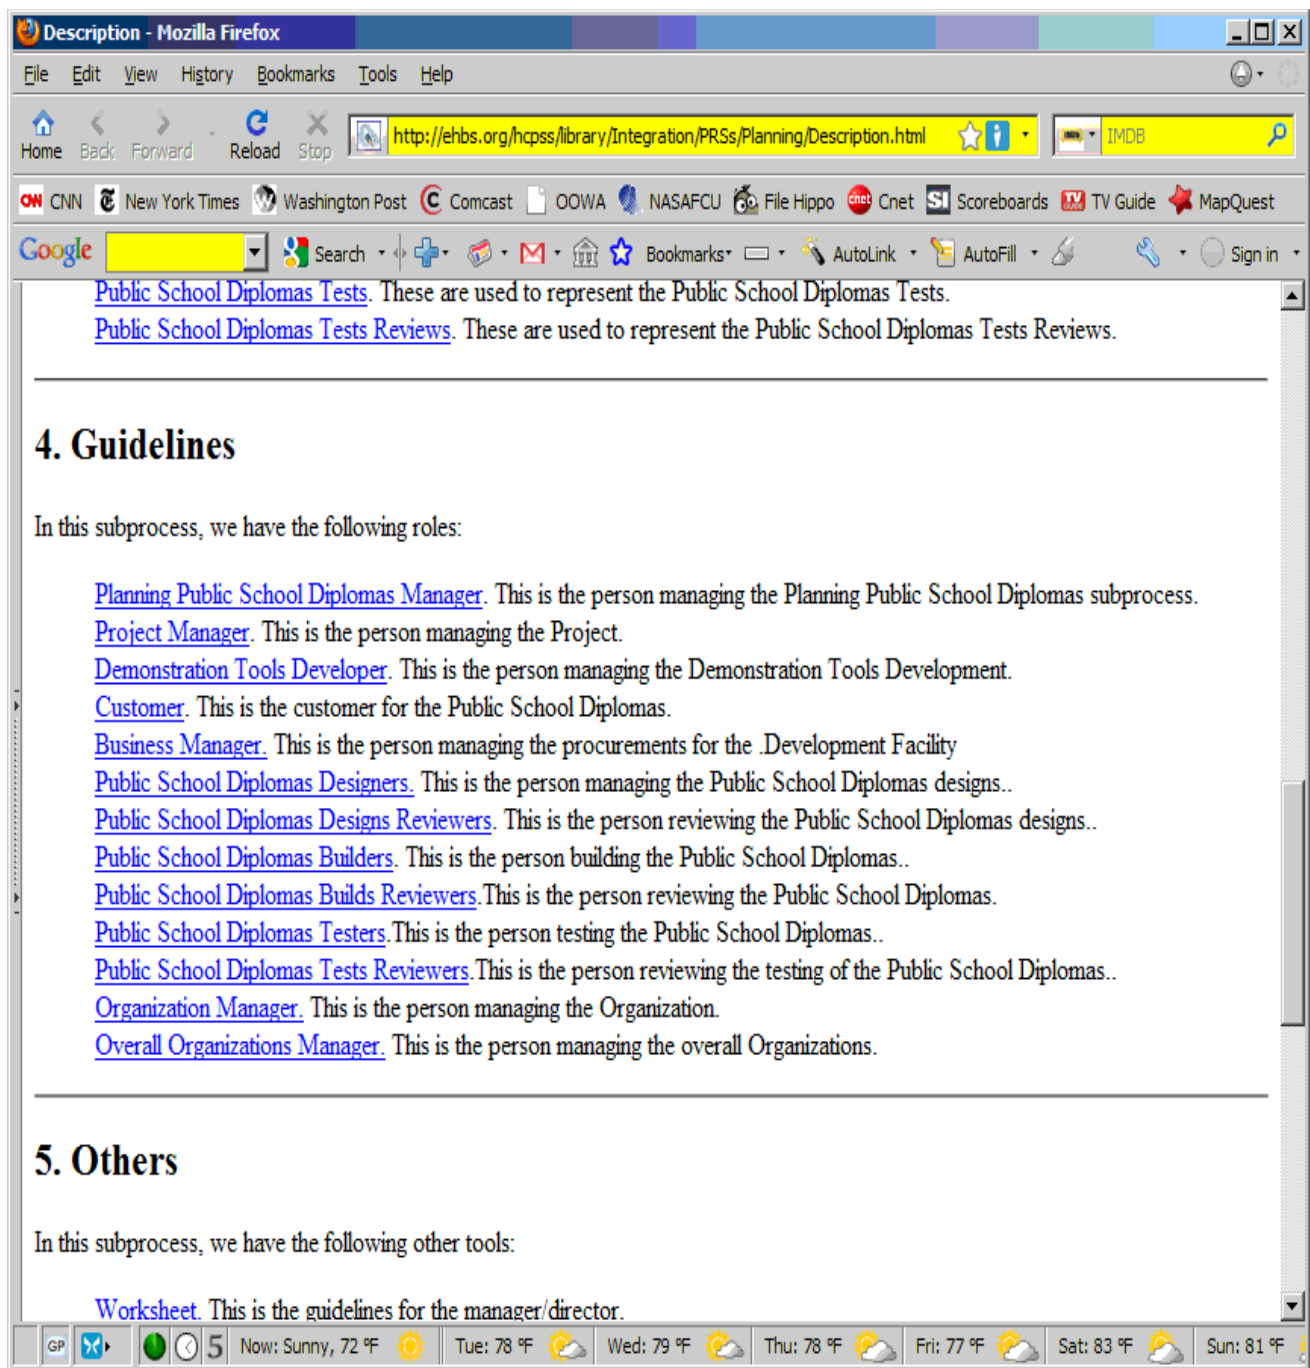 Description - Mozilla Firefox
File Edit View History Bookmarks Tools Help
Home Back Forward Reload Stop http://ehbs.org/hcpss/library/Integration/PRSs/Planning/Description.html IMDB
CNN CNN New York Times Washington Post Comcast OOWA NASAFCU File Hippo cnet Cnet SI Scoreboards TV GUIDE TV Guide MapQuest
Google Search Bookmarks AutoLink AutoFill Sign in
Public School Diplomas Tests. These are used to represent the Public School Diplomas Tests.
Public School Diplomas Tests Reviews. These are used to represent the Public School Diplomas Tests Reviews.
4. Guidelines
In this subprocess, we have the following roles:
Planning Public School Diplomas Manager. This is the person managing the Planning Public School Diplomas subprocess.
Project Manager. This is the person managing the Project.
Demonstration Tools Developer. This is the person managing the Demonstration Tools Development.
Customer. This is the customer for the Public School Diplomas.
Business Manager. This is the person managing the procurements for the .Development Facility
Public School Diplomas Designers. This is the person managing the Public School Diplomas designs..
Public School Diplomas Designs Reviewers. This is the person reviewing the Public School Diplomas designs..
Public School Diplomas Builders. This is the person building the Public School Diplomas..
Public School Diplomas Builds Reviewers.This is the person reviewing the Public School Diplomas.
Public School Diplomas Testers.This is the person testing the Public School Diplomas..
Public School Diplomas Tests Reviewers.This is the person reviewing the testing of the Public School Diplomas..
Organization Manager. This is the person managing the Organization.
Overall Organizations Manager. This is the person managing the overall Organizations.
5. Others
In this subprocess, we have the following other tools:
Worksheet. This is the guidelines for the manager/director.
GP 5 Now: Sunny, 72 °F Tue: 78 °F Wed: 79 °F Thu: 78 °F Fri: 77 °F Sat: 83 °F Sun: 81 °F